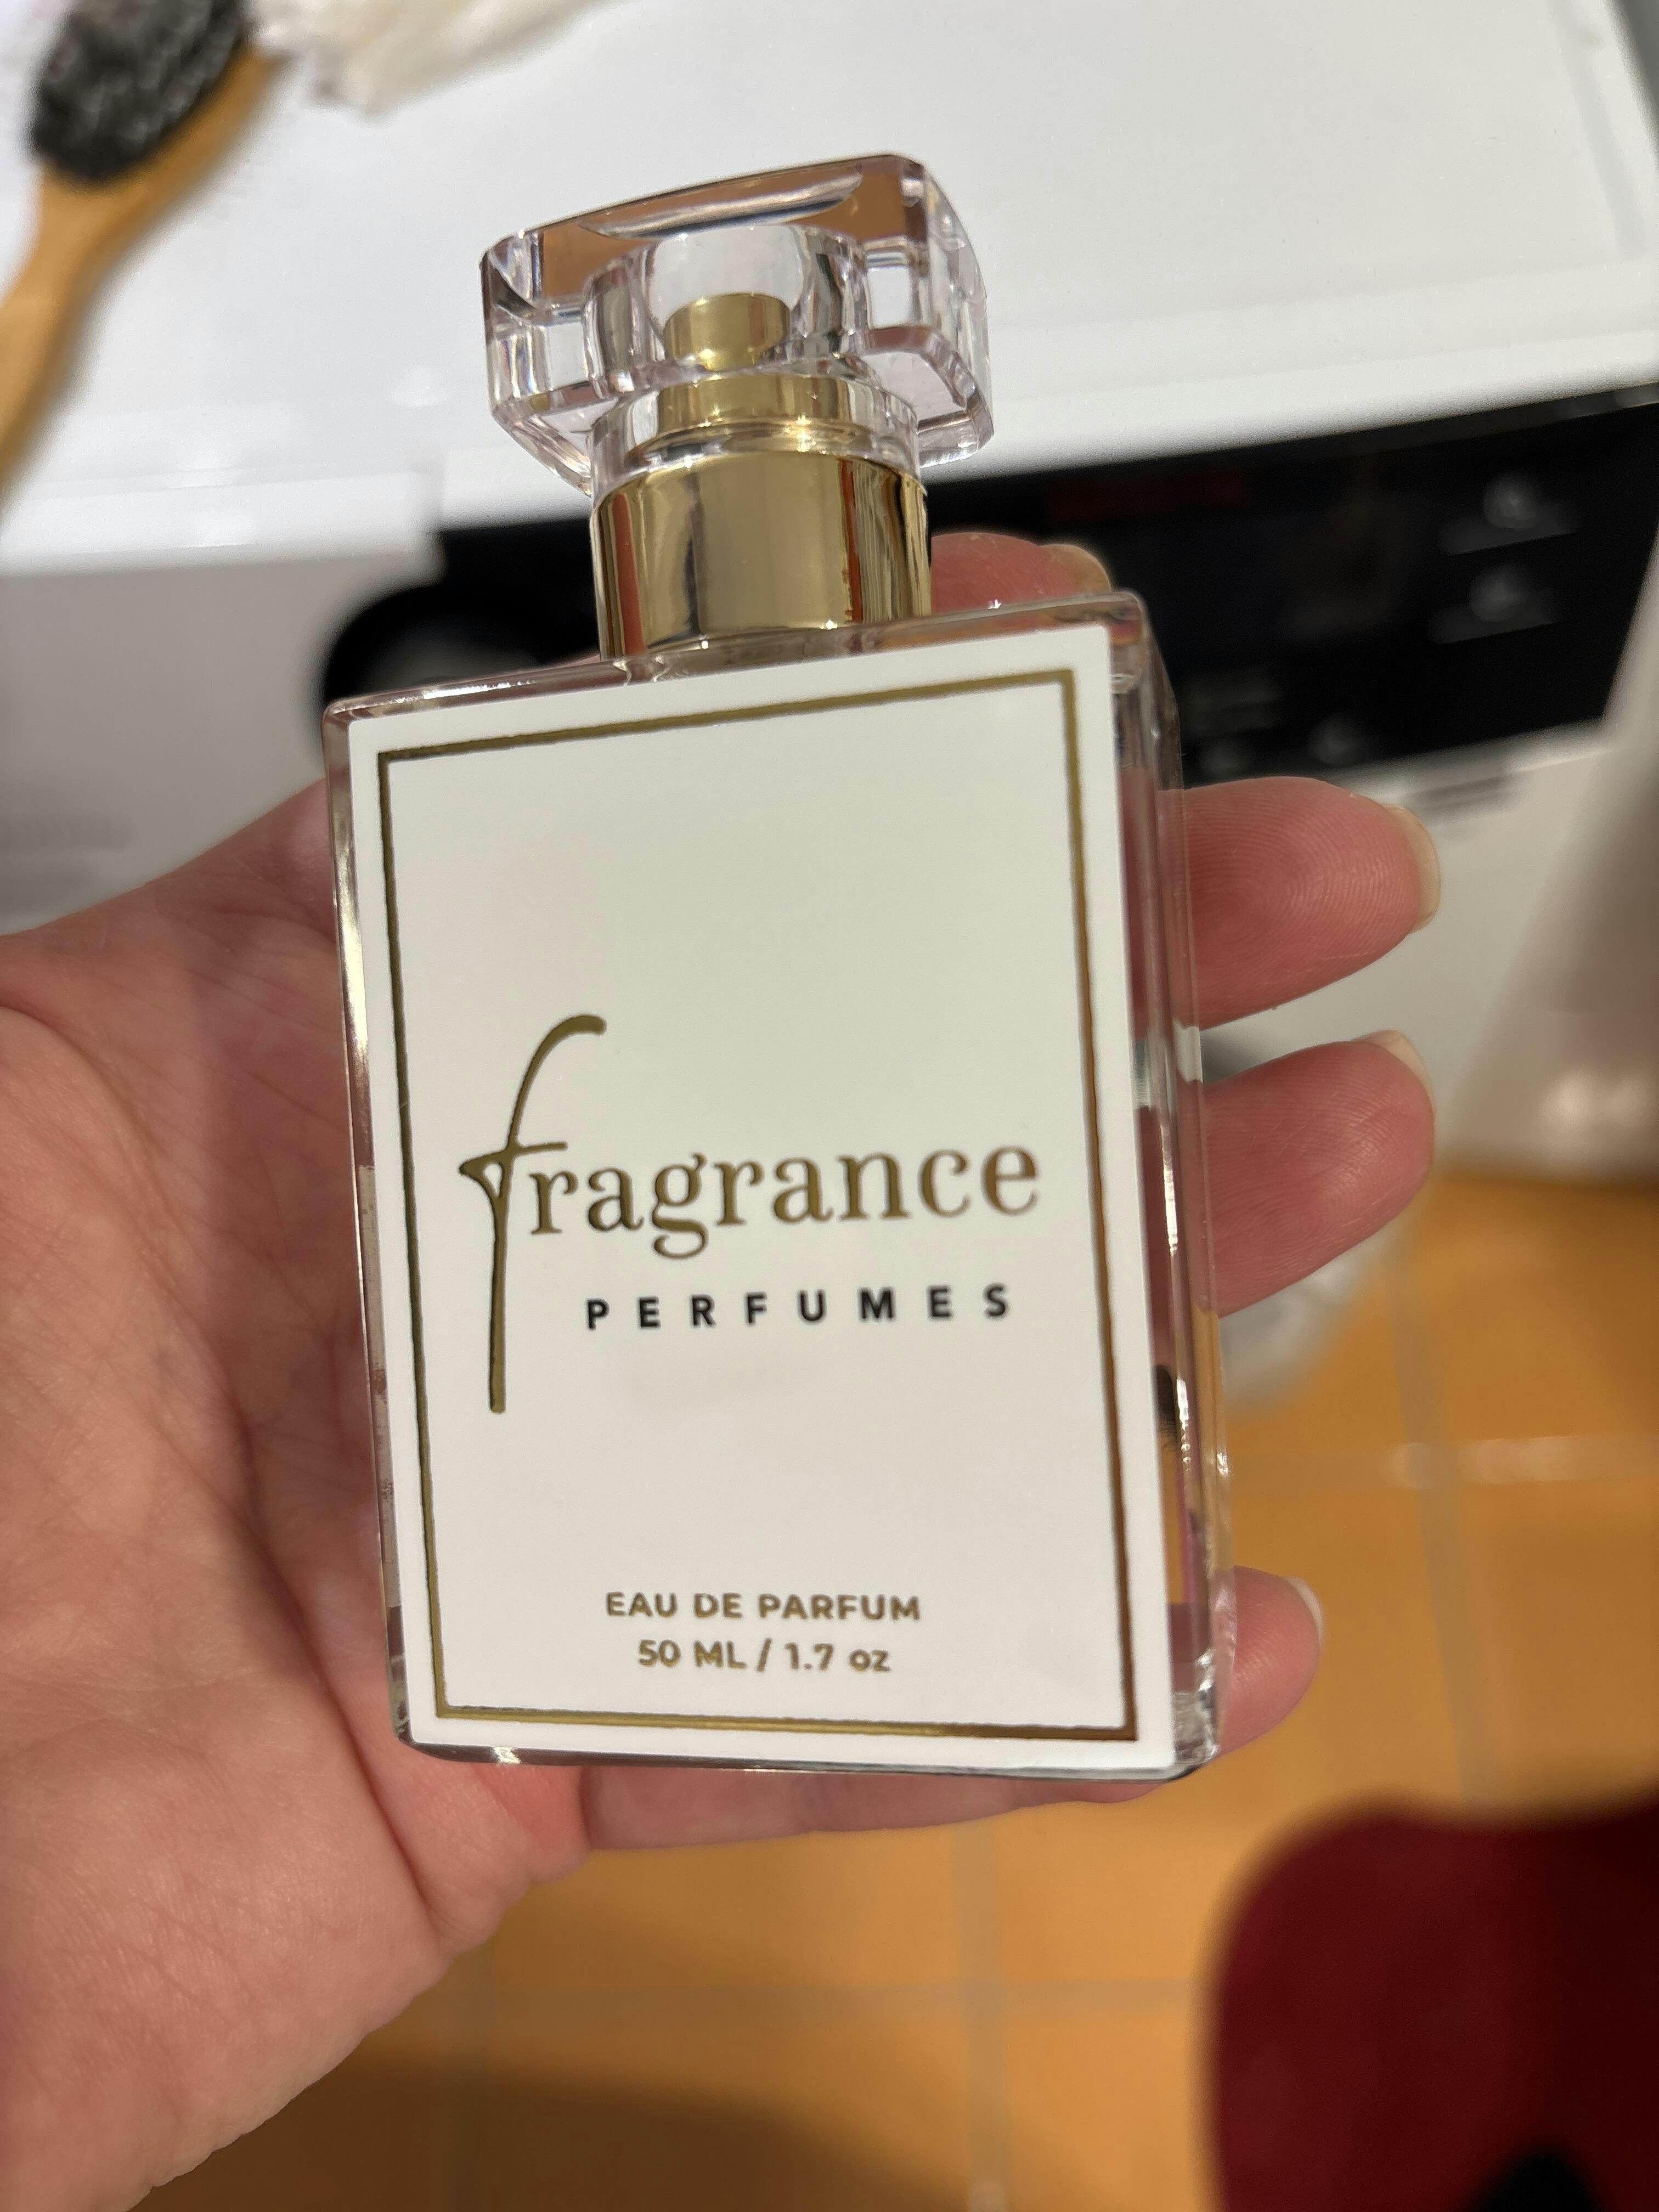 fragrance
PERFUMES
EAU DE PARFUM
50 ML / 1.7 oz